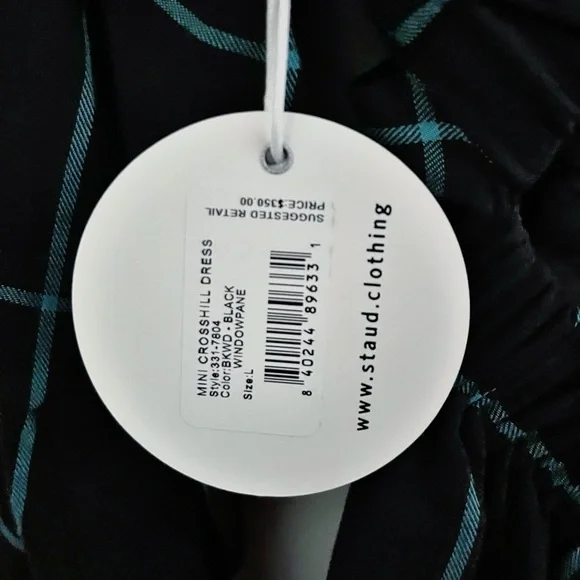 MINI CROSSHILL DRESS
Style:331-7804
Color:BKWD - BLACK
WINDOWPANE
Size:L
8 40244 89633 1
SUGGESTED RETAIL
PRICE:$350.00
www.staud.clothing